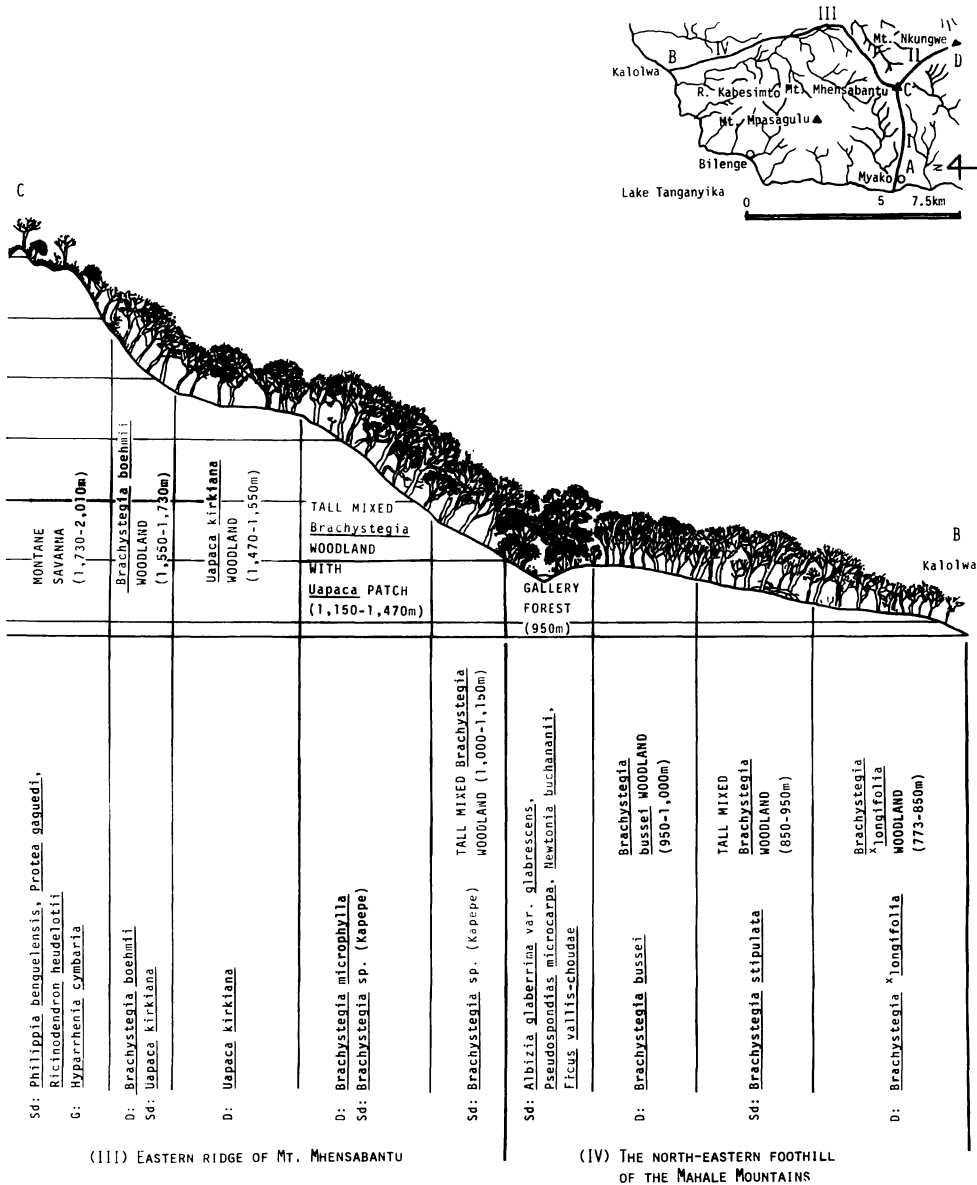 III
Mt. Nkungwe
B
IV
II
D
Kalolwa
R. Kabesimto
Mt. Mhensabantu
C
Mt. Mpasagulu
I
Bilenge
Myako
A
N
Lake Tanganyika
0
5
7.5km
C
B
Kalolwa
MONTANE
SAVANNA
(1,730-2,010m)
Brachystegia boehmii
WOODLAND
(1,550-1,730m)
Uapaca kirkiana
WOODLAND
(1,470-1,550m)
TALL MIXED
Brachystegia
WOODLAND
WITH
Uapaca PATCH
(1,150-1,470m)
GALLERY
FOREST
(950m)
TALL MIXED Brachystegia
WOODLAND (1,000-1,150m)
Brachystegia
bussei WOODLAND
(950-1,000m)
TALL MIXED
Brachystegia
WOODLAND
(850-950m)
Brachystegia
xlongifolia
WOODLAND
(773-850m)
Sd: Philippia benguelensis, Protea gaguedi,
Ricinodendron heudelotii
G: Hyparrhenia cymbaria
D: Brachystegia boehmii
Sd: Uapaca kirkiana
D: Uapaca kirkiana
D: Brachystegia microphylla
Sd: Brachystegia sp. (Kapepe)
Sd: Brachystegia sp. (Kapepe)
Sd: Albizia glaberrima var. glabrescens,
Pseudospondias microcarpa, Newtonia buchananii,
Ficus vallis-choudae
D: Brachystegia bussei
Sd: Brachystegia stipulata
D: Brachystegia xlongifolia
(III) EASTERN RIDGE OF MT. MHENSABANTU
(IV) THE NORTH-EASTERN FOOTHILL
OF THE MAHALE MOUNTAINS